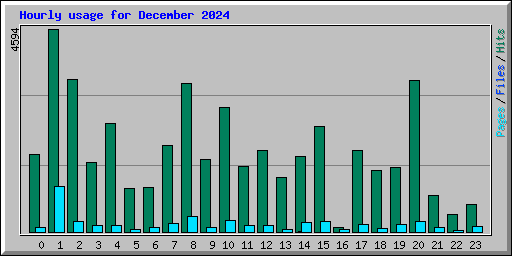 Hourly usage for December 2024
4594
Pages / Files / Hits
0 1 2 3 4 5 6 7 8 9 10 11 12 13 14 15 16 17 18 19 20 21 22 23